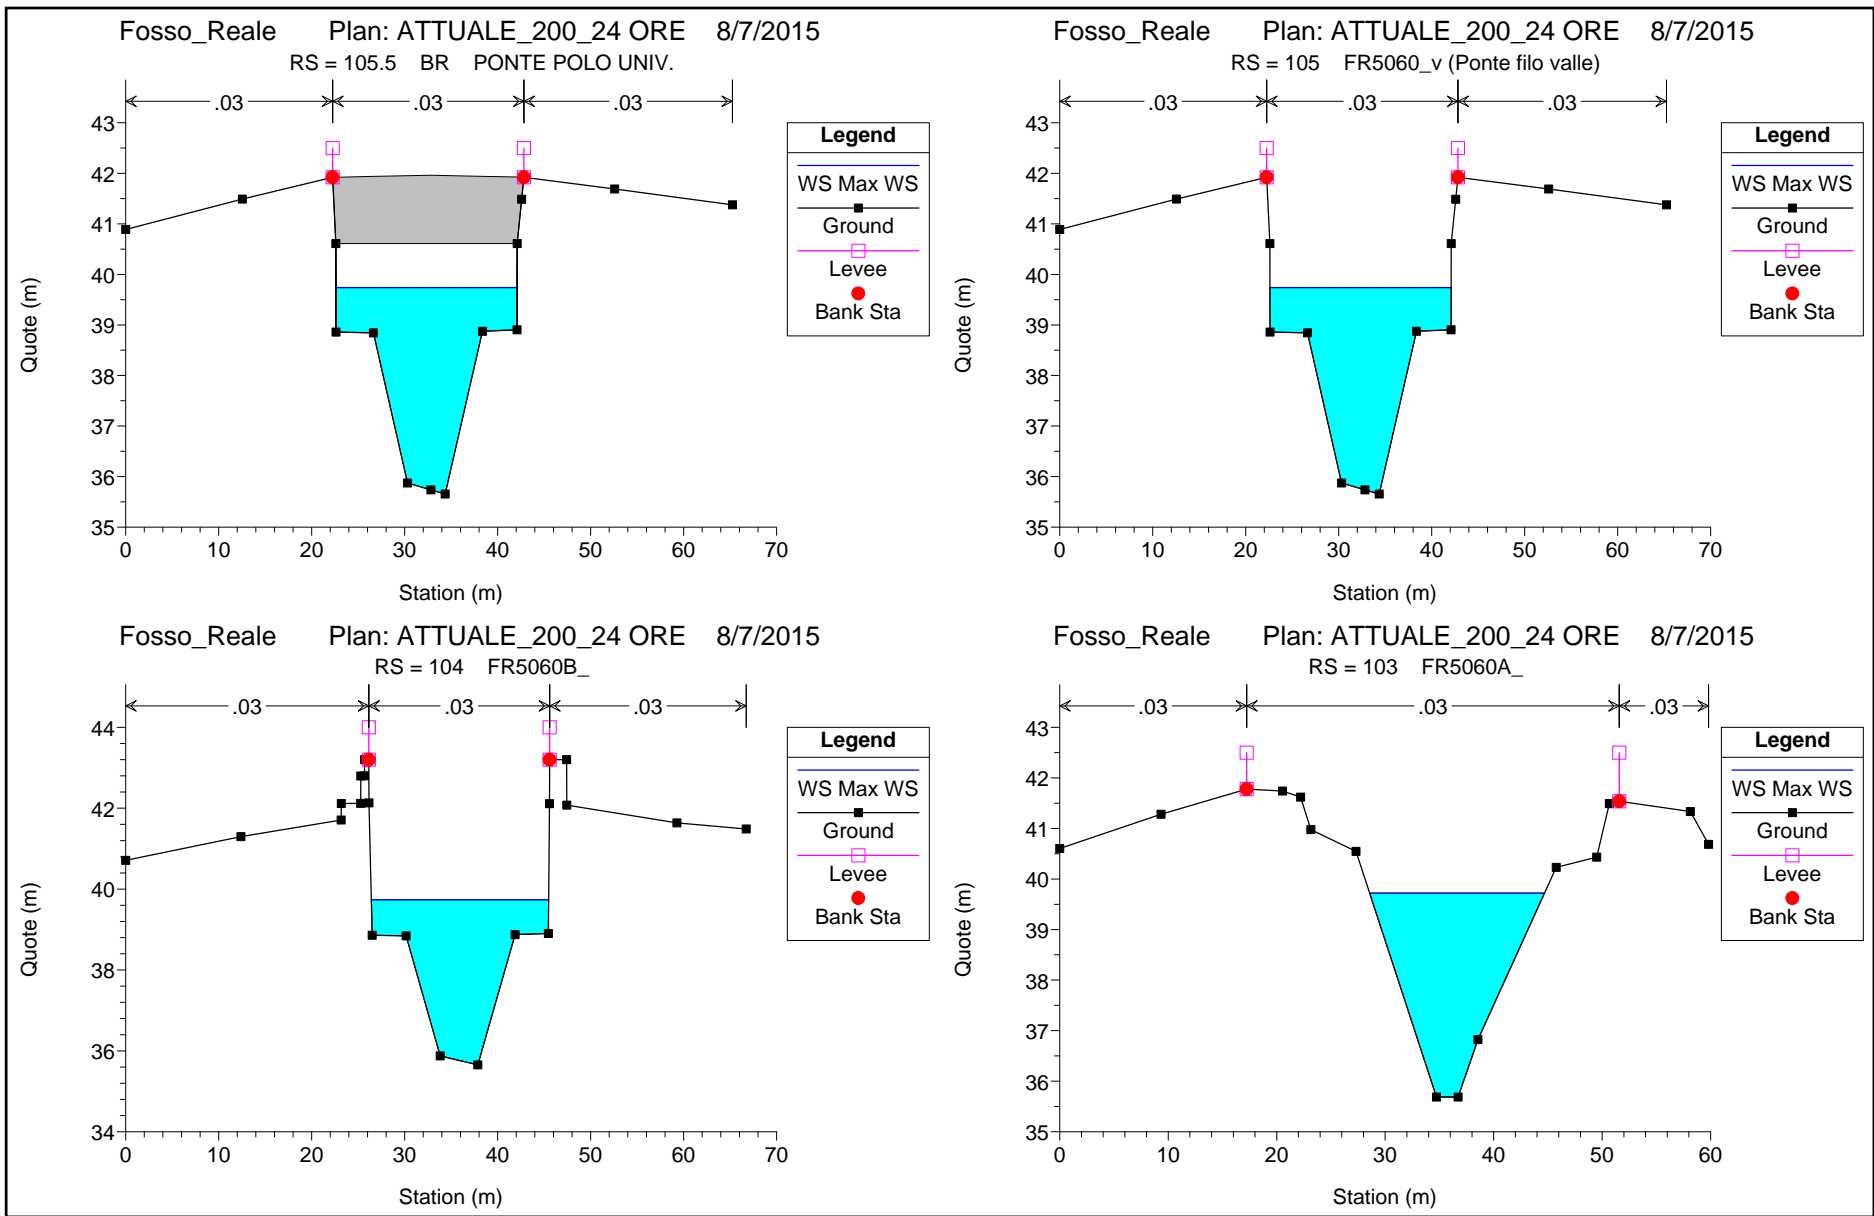 Fosso_Reale Plan: ATTUALE_200_24 ORE 8/7/2015
RS = 105.5 BR PONTE POLO UNIV.
.03 .03 .03
43
42
41
40
39
38
37
36
35
Quote (m)
0 10 20 30 40 50 60 70
Station (m)
Legend
WS Max WS
Ground
Levee
Bank Sta
Fosso_Reale Plan: ATTUALE_200_24 ORE 8/7/2015
RS = 105 FR5060_v (Ponte filo valle)
.03 .03 .03
43
42
41
40
39
38
37
36
35
Quote (m)
0 10 20 30 40 50 60 70
Station (m)
Legend
WS Max WS
Ground
Levee
Bank Sta
Fosso_Reale Plan: ATTUALE_200_24 ORE 8/7/2015
RS = 104 FR5060B_
.03 .03 .03
44
42
40
38
36
34
Quote (m)
0 10 20 30 40 50 60 70
Station (m)
Legend
WS Max WS
Ground
Levee
Bank Sta
Fosso_Reale Plan: ATTUALE_200_24 ORE 8/7/2015
RS = 103 FR5060A_
.03 .03 .03
43
42
41
40
39
38
37
36
35
Quote (m)
0 10 20 30 40 50 60
Station (m)
Legend
WS Max WS
Ground
Levee
Bank Sta